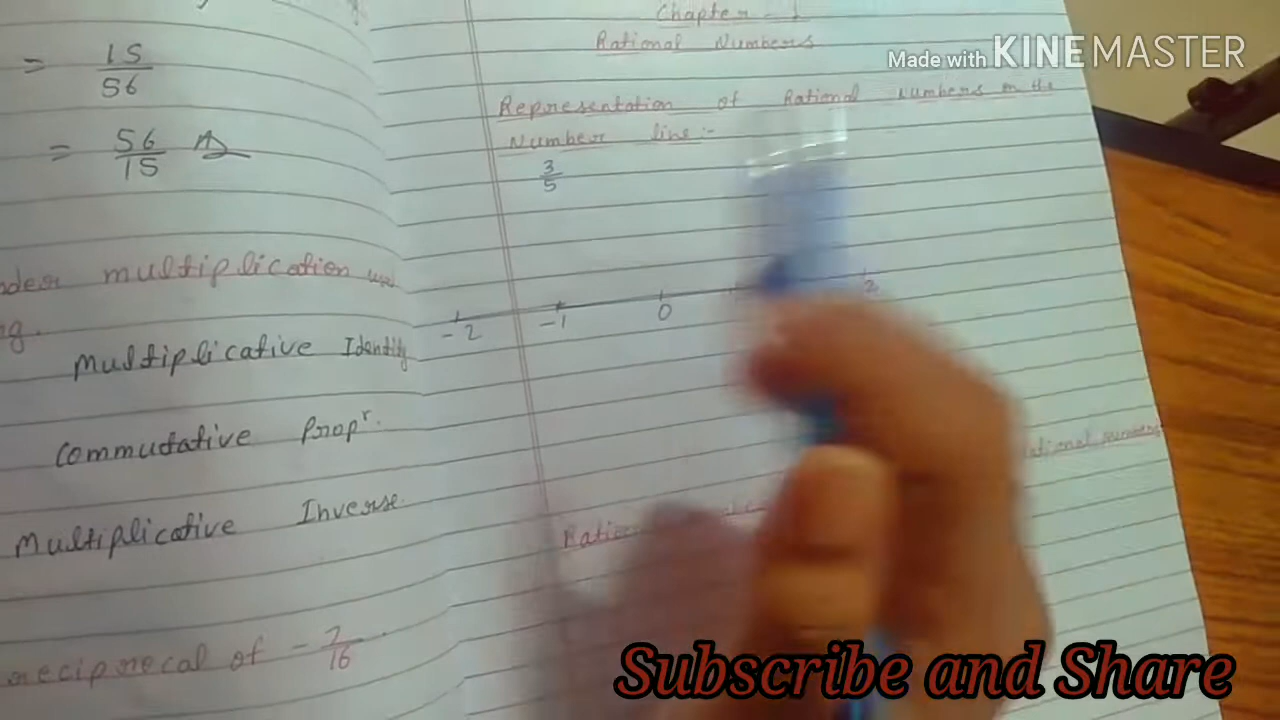 = 15/56
= 56/15
multiplication
Multiplicative Identity
Commutative Propr.
Multiplicative Inverse.
reciprocal of - 7/16.
Chapter - 1
Rational Numbers
Representation of Rational Numbers on the
Number line :-
3/5
-2 -1 0 2
rational numbers
Made with KINEMASTER
Subscribe and Share